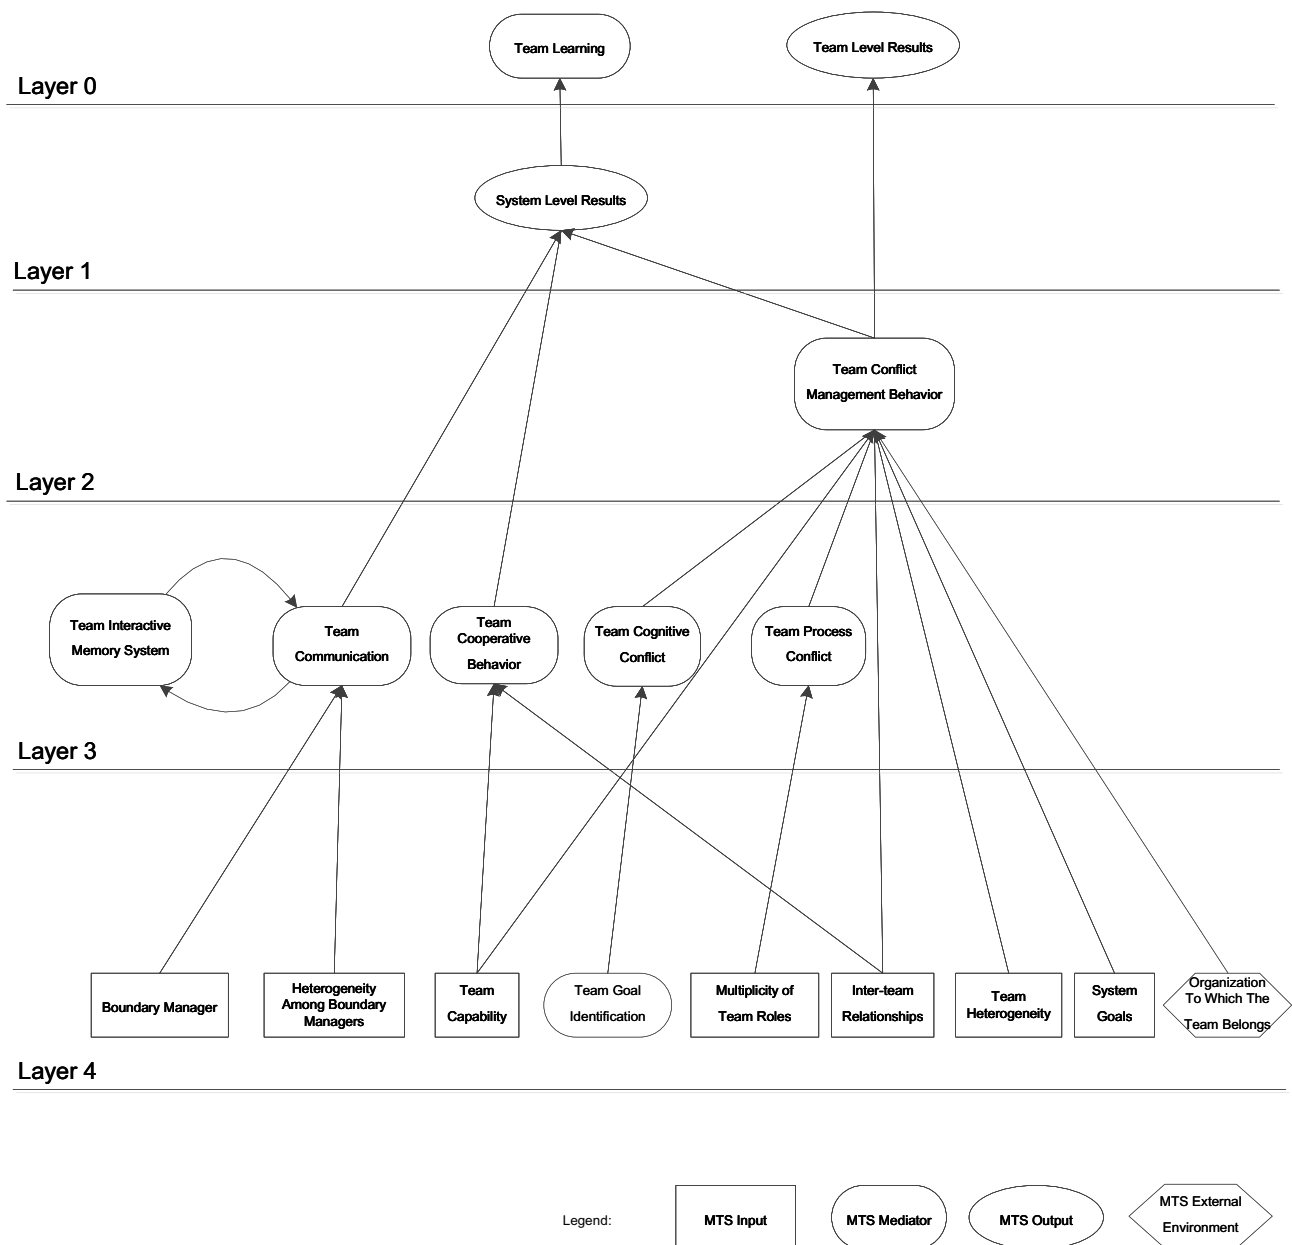 Team Learning
Team Level Results
Layer 0
System Level Results
Layer 1
Team Conflict
Management Behavior
Layer 2
Team Interactive
Memory System
Team
Communication
Team
Cooperative
Behavior
Team Cognitive
Conflict
Team Process
Conflict
Layer 3
Boundary Manager
Heterogeneity
Among Boundary
Managers
Team
Capability
Team Goal
Identification
Multiplicity of
Team Roles
Inter-team
Relationships
Team
Heterogeneity
System
Goals
Organization
To Which The
Team Belongs
Layer 4
Legend:
MTS Input
MTS Mediator
MTS Output
MTS External
Environment